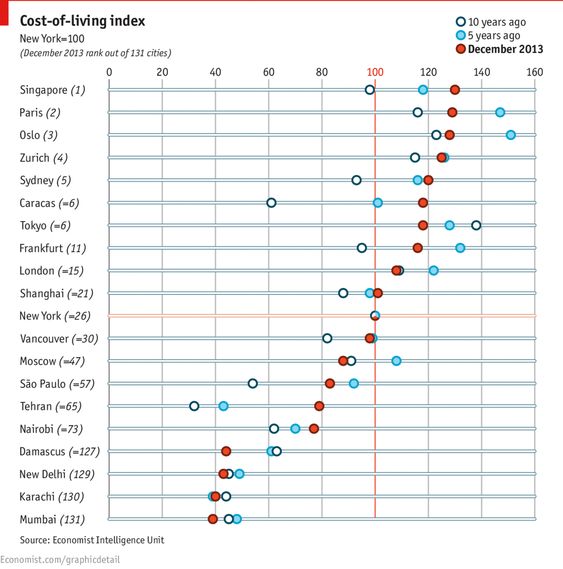 Cost-of-living index
New York=100
(December 2013 rank out of 131 cities)
10 years ago
5 years ago
December 2013
0 20 40 60 80 100 120 140 160
Singapore (1)
Paris (2)
Oslo (3)
Zurich (4)
Sydney (5)
Caracas (=6)
Tokyo (=6)
Frankfurt (11)
London (=15)
Shanghai (=21)
New York (=26)
Vancouver (=30)
Moscow (=47)
São Paulo (=57)
Tehran (=65)
Nairobi (=73)
Damascus (=127)
New Delhi (129)
Karachi (130)
Mumbai (131)
Source: Economist Intelligence Unit
Economist.com/graphicdetail